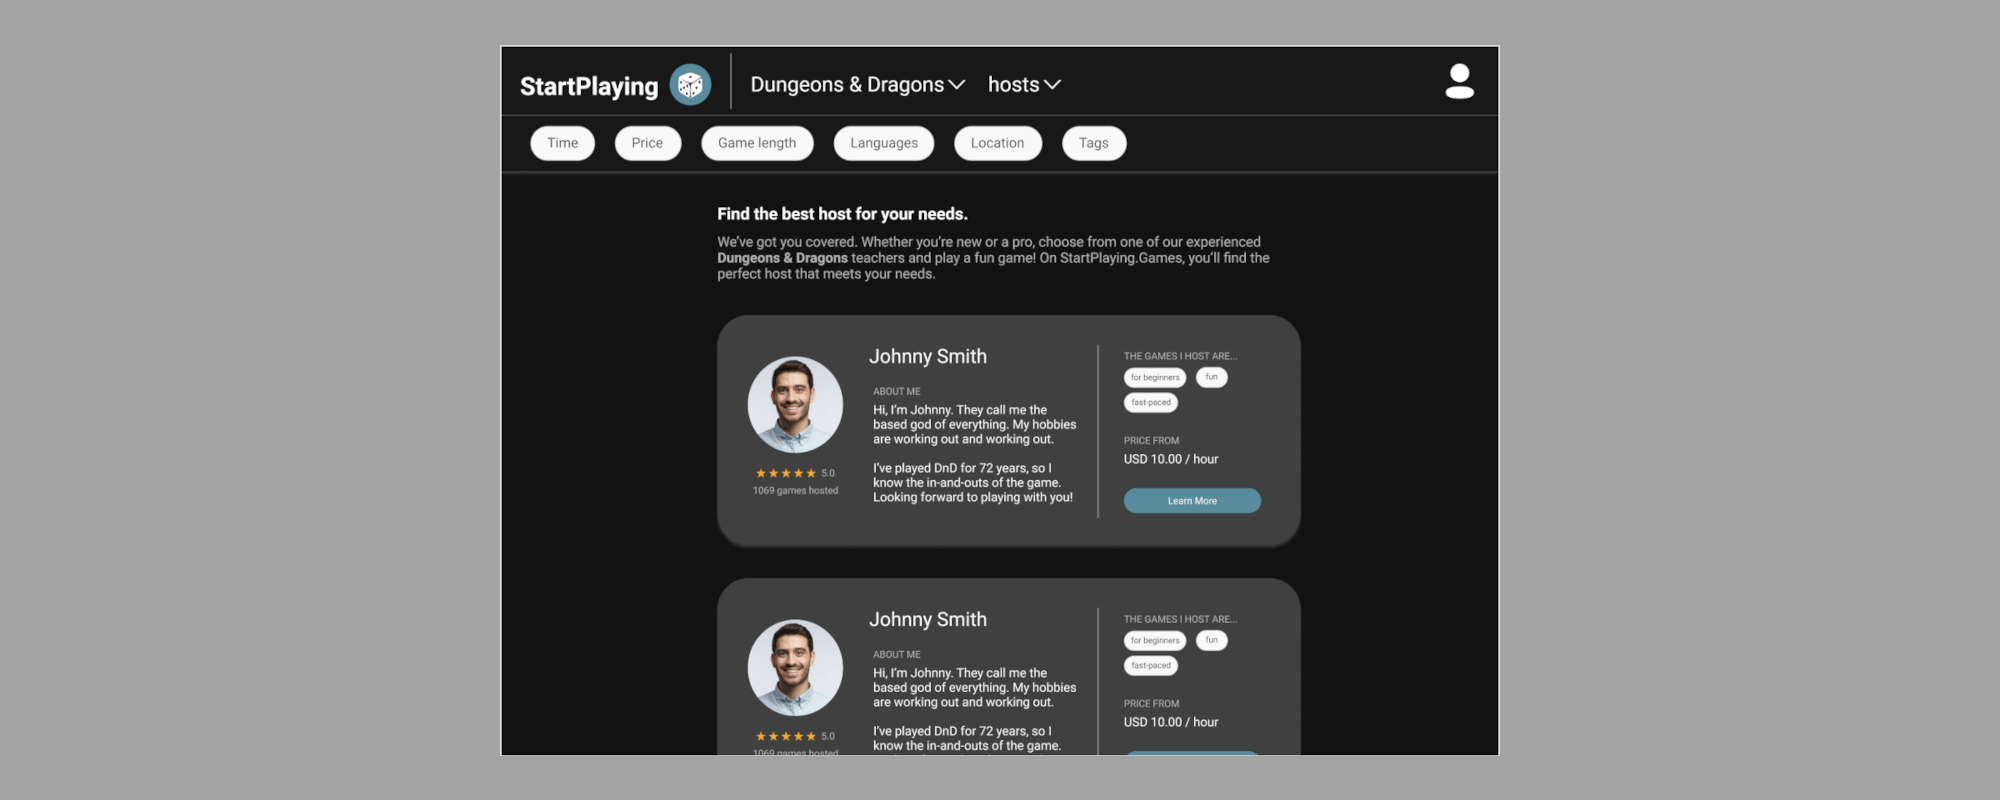 StartPlaying
Dungeons & Dragons
hosts
Time
Price
Game length
Languages
Location
Tags
Find the best host for your needs.
We've got you covered. Whether you're new or a pro, choose from one of our experienced
Dungeons & Dragons teachers and play a fun game! On StartPlaying.Games, you'll find the
perfect host that meets your needs.
Johnny Smith
ABOUT ME
Hi, I'm Johnny. They call me the
based god of everything. My hobbies
are working out and working out.
I've played DnD for 72 years, so I
know the in-and-outs of the game.
Looking forward to playing with you!
5.0
1069 games hosted
THE GAMES I HOST ARE...
for beginners
fun
fast-paced
PRICE FROM
USD 10.00 / hour
Learn More
Johnny Smith
ABOUT ME
Hi, I'm Johnny. They call me the
based god of everything. My hobbies
are working out and working out.
I've played DnD for 72 years, so I
know the in-and-outs of the game.
5.0
1069 games hosted
THE GAMES I HOST ARE...
for beginners
fun
fast-paced
PRICE FROM
USD 10.00 / hour